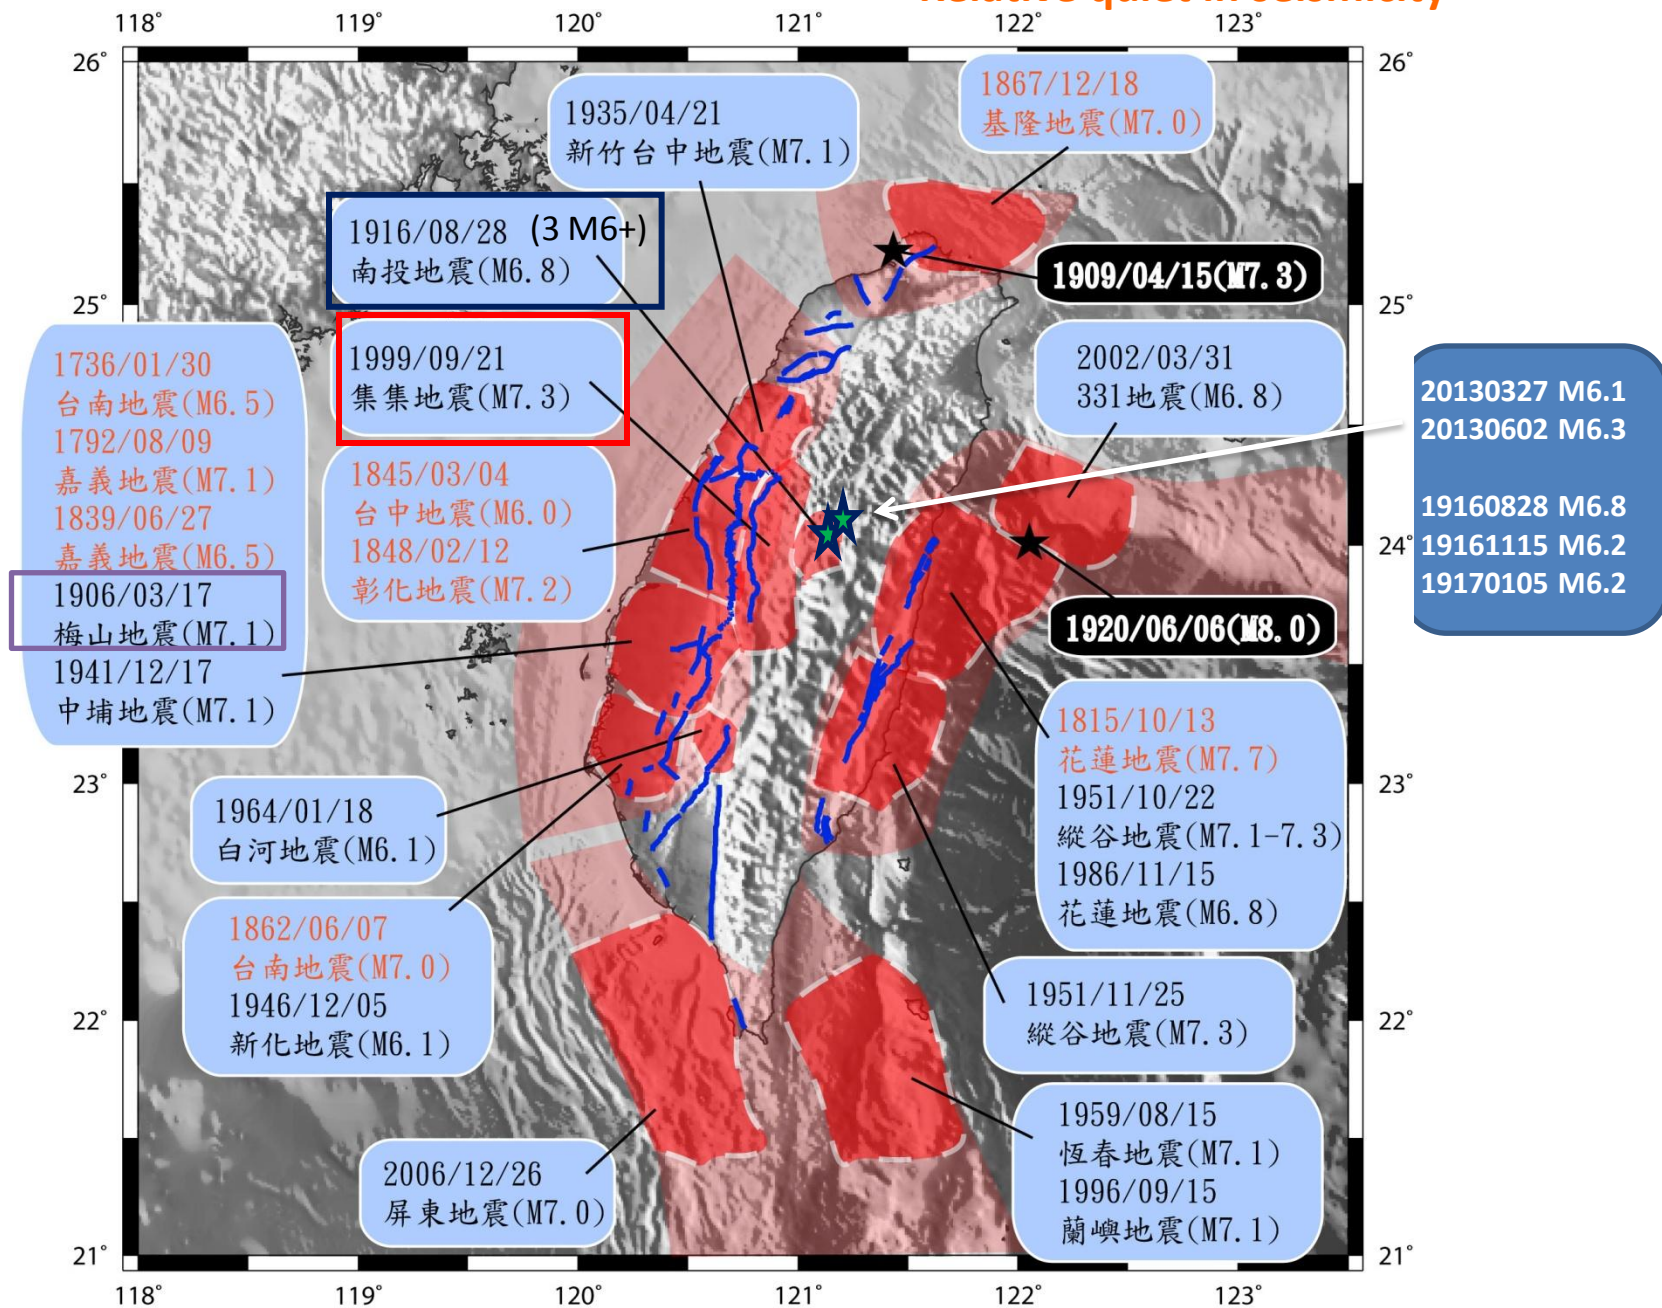 Relative quiet in seismicity
118° 119° 120° 121° 122° 123°
26°
26°
1867/12/18
基隆地震(M7.0)
1935/04/21
新竹台中地震(M7.1)
1916/08/28 (3 M6+)
南投地震(M6.8)
1909/04/15(M7.3)
25°
25°
1999/09/21
集集地震(M7.3)
2002/03/31
331地震(M6.8)
1736/01/30
台南地震(M6.5)
1792/08/09
嘉義地震(M7.1)
1839/06/27
嘉義地震(M6.5)
1906/03/17
梅山地震(M7.1)
1941/12/17
中埔地震(M7.1)
1845/03/04
台中地震(M6.0)
1848/02/12
彰化地震(M7.2)
20130327 M6.1
20130602 M6.3
19160828 M6.8
19161115 M6.2
19170105 M6.2
24°
1920/06/06(M8.0)
1815/10/13
花蓮地震(M7.7)
1951/10/22
縱谷地震(M7.1-7.3)
1986/11/15
花蓮地震(M6.8)
23°
23°
1964/01/18
白河地震(M6.1)
1862/06/07
台南地震(M7.0)
1946/12/05
新化地震(M6.1)
1951/11/25
縱谷地震(M7.3)
22°
22°
1959/08/15
恆春地震(M7.1)
1996/09/15
蘭嶼地震(M7.1)
2006/12/26
屏東地震(M7.0)
21°
21°
118° 119° 120° 121° 122° 123°